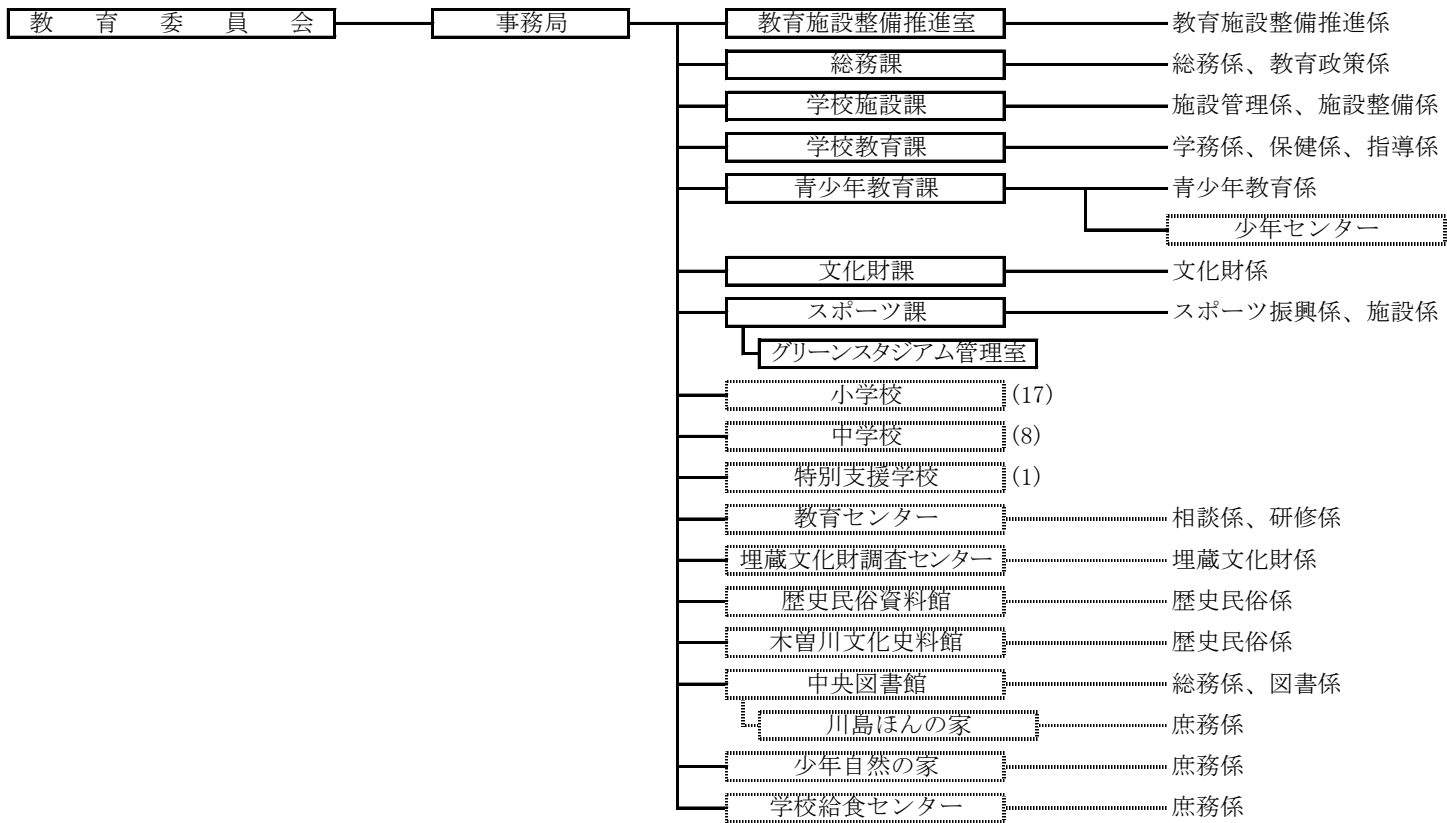 教育委員会 事務局 教育施設整備推進室 教育施設整備推進係
総務課 総務係、教育政策係
学校施設課 施設管理係、施設整備係
学校教育課 学務係、保健係、指導係
青少年教育課 青少年教育係
少年センター
文化財課 文化財係
スポーツ課 スポーツ振興係、施設係
グリーンスタジアム管理室
小学校 (17)
中学校 (8)
特別支援学校 (1)
教育センター 相談係、研修係
埋蔵文化財調査センター 埋蔵文化財係
歴史民俗資料館 歴史民俗係
木曽川文化史料館 歴史民俗係
中央図書館 総務係、図書係
川島ほんの家 庶務係
少年自然の家 庶務係
学校給食センター 庶務係